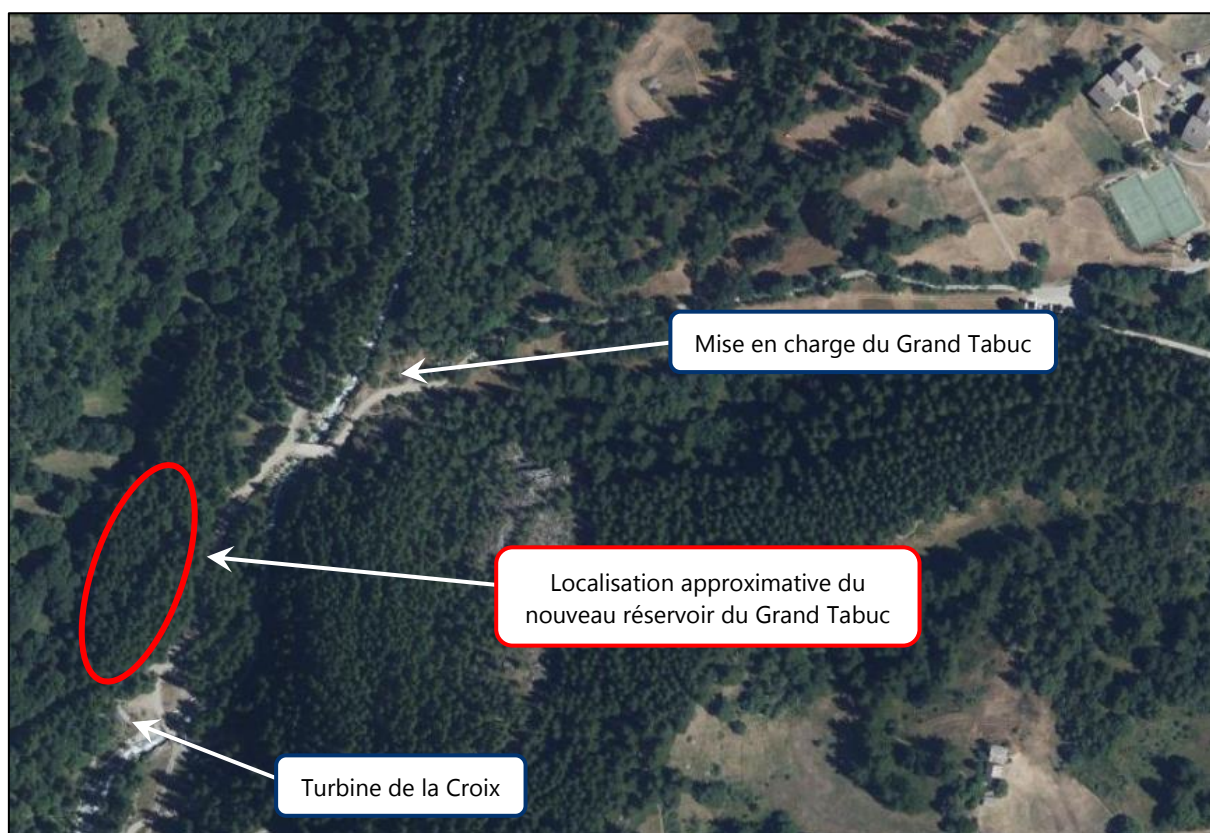 Mise en charge du Grand Tabuc
Localisation approximative du
nouveau réservoir du Grand Tabuc
Turbine de la Croix